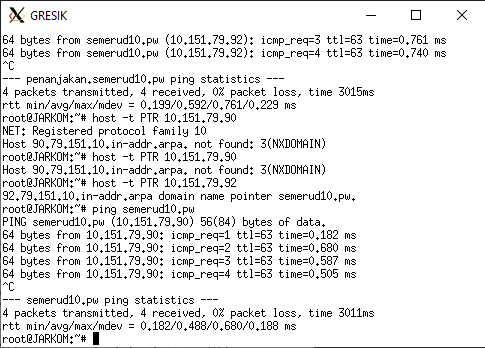 GRESIK
64 bytes from semerud10.pw (10.151.79.92): icmp_req=3 ttl=63 time=0.761 ms
64 bytes from semerud10.pw (10.151.79.92): icmp_req=4 ttl=63 time=0.740 ms
^C
--- penanjakan.semerud10.pw ping statistics ---
4 packets transmitted, 4 received, 0% packet loss, time 3015ms
rtt min/avg/max/mdev = 0.199/0.592/0.761/0.229 ms
root@JARKOM:~# host -t PTR 10.151.79.90
NET: Registered protocol family 10
Host 90.79.151.10.in-addr.arpa. not found: 3(NXDOMAIN)
root@JARKOM:~# host -t PTR 10.151.79.90
Host 90.79.151.10.in-addr.arpa. not found: 3(NXDOMAIN)
root@JARKOM:~# host -t PTR 10.151.79.92
92.79.151.10.in-addr.arpa domain name pointer semerud10.pw.
root@JARKOM:~# ping semerud10.pw
PING semerud10.pw (10.151.79.90) 56(84) bytes of data.
64 bytes from 10.151.79.90: icmp_req=1 ttl=63 time=0.182 ms
64 bytes from 10.151.79.90: icmp_req=2 ttl=63 time=0.680 ms
64 bytes from 10.151.79.90: icmp_req=3 ttl=63 time=0.587 ms
64 bytes from 10.151.79.90: icmp_req=4 ttl=63 time=0.505 ms
^C
--- semerud10.pw ping statistics ---
4 packets transmitted, 4 received, 0% packet loss, time 3011ms
rtt min/avg/max/mdev = 0.182/0.488/0.680/0.188 ms
root@JARKOM:~#